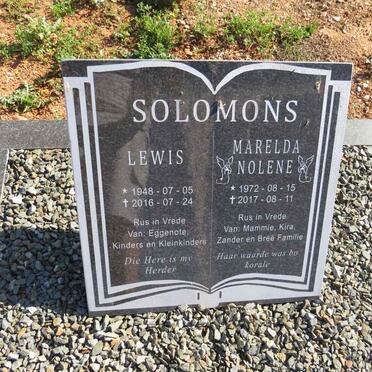 SOLOMONS
LEWIS
* 1948 - 07 - 05
✝ 2016 - 07 - 24
Rus in Vrede
Van: Eggenote,
Kinders en Kleinkinders
Die Here is my
Herder
MARELDA
NOLENE
* 1972 - 08 - 15
✝ 2017 - 08 - 11
Rus in Vrede
Van: Mammie, Kira,
Zander en Breë Familie
Haar waarde was bo
korale